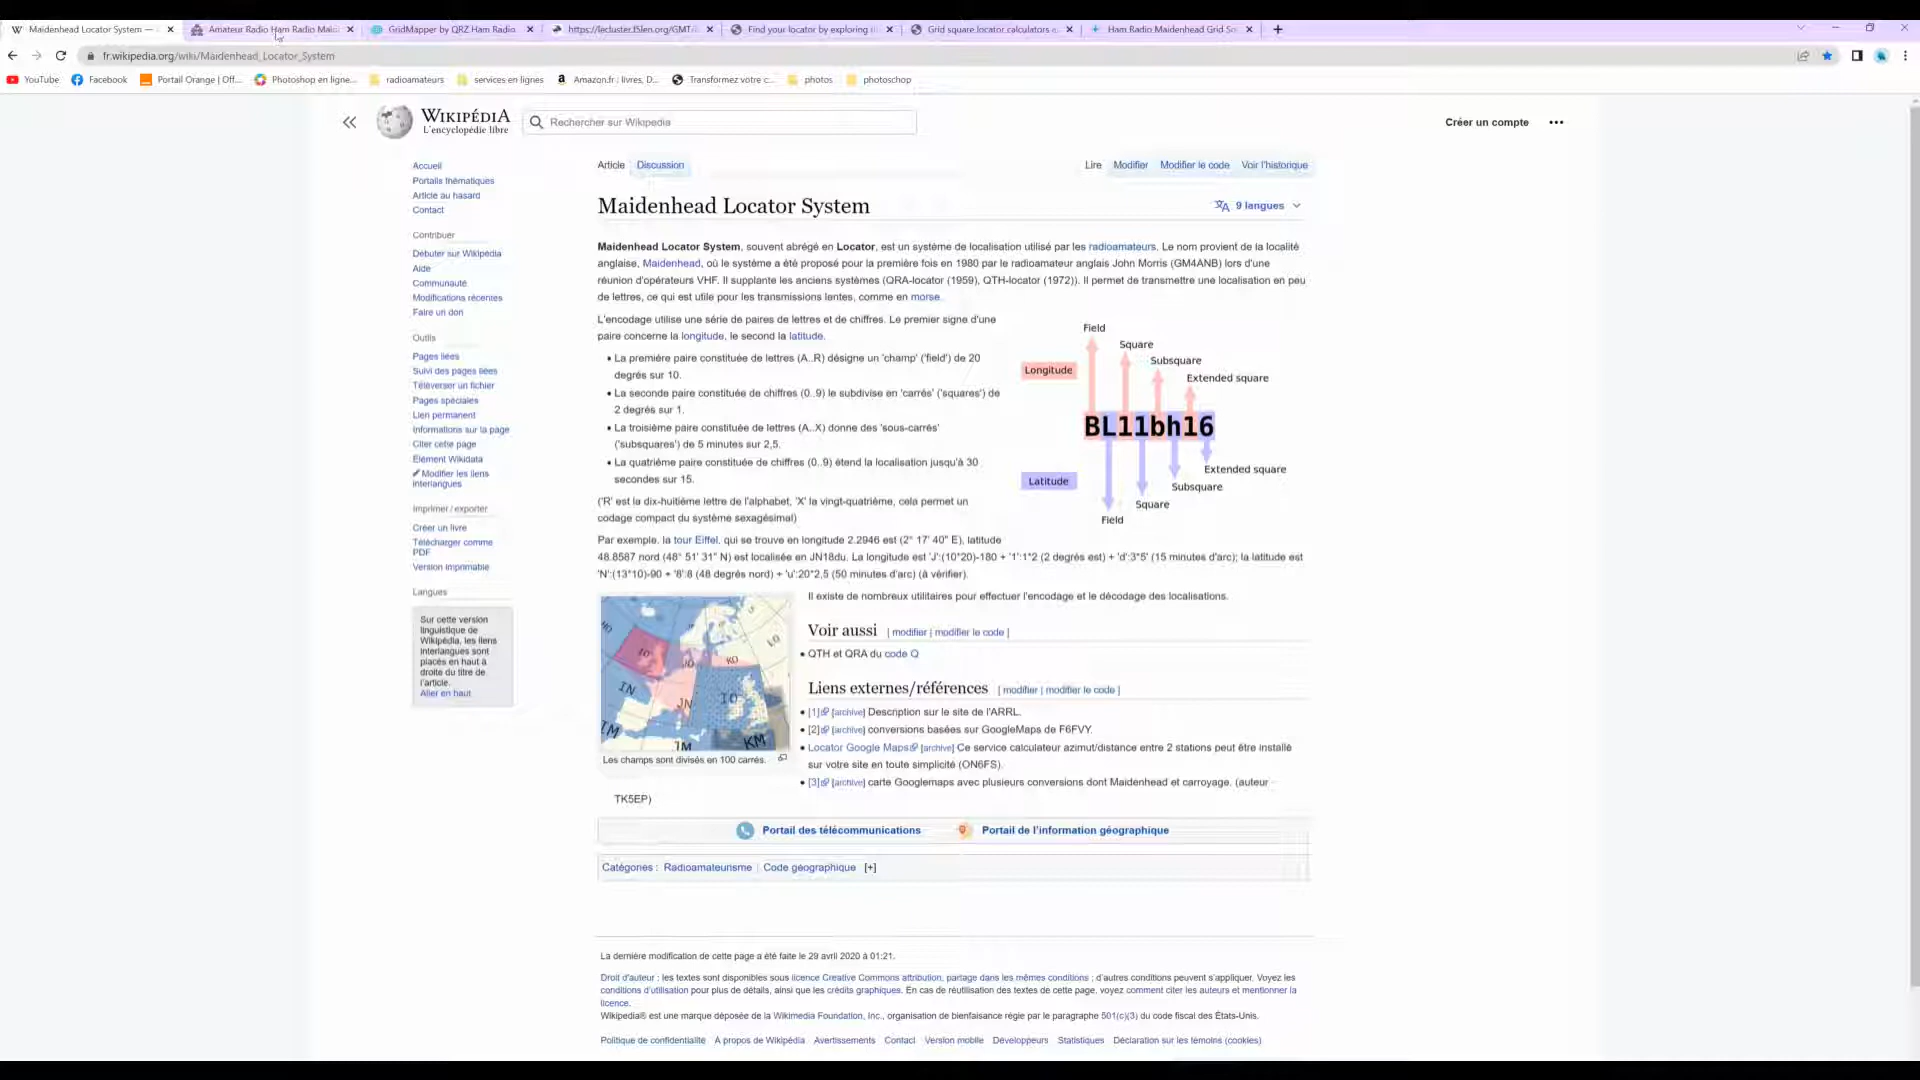 Maidenhead Locator System —
Amateur Radio Ham Radio Maid
GridMapper by QRZ Ham Radio
https://lecluster.f5len.org/GMT/
Find your locator by exploring
Grid square locator calculators
Ham Radio Maidenhead Grid Sq
fr.wikipedia.org/wiki/Maidenhead_Locator_System
YouTube
Facebook
Portail Orange | Off...
Photoshop en ligne...
radioamateurs
services en lignes
Amazon.fr : livres, D...
Transformez votre c...
photos
photoschop
WIKIPÉDIA
L'encyclopédie libre
Rechercher sur Wikipédia
Créer un compte
Accueil
Portails thématiques
Article au hasard
Contact
Contribuer
Débuter sur Wikipédia
Aide
Communauté
Modifications récentes
Faire un don
Outils
Pages liées
Suivi des pages liées
Téléverser un fichier
Pages spéciales
Lien permanent
Informations sur la page
Citer cette page
Élément Wikidata
Modifier les liens
interlangues
Imprimer / exporter
Créer un livre
Télécharger comme
PDF
Version imprimable
Langues
Sur cette version
linguistique de
Wikipédia, les liens
interlangues sont
placés en haut à
droite du titre de
l'article.
Aller en haut
Article Discussion
Lire Modifier Modifier le code Voir l'historique
Maidenhead Locator System
9 langues
Maidenhead Locator System, souvent abrégé en Locator, est un système de localisation utilisé par les radioamateurs. Le nom provient de la localité
anglaise, Maidenhead, où le système a été proposé pour la première fois en 1980 par le radioamateur anglais John Morris (GM4ANB) lors d'une
réunion d'opérateurs VHF. Il supplante les anciens systèmes (QRA-locator (1959), QTH-locator (1972)). Il permet de transmettre une localisation en peu
de lettres, ce qui est utile pour les transmissions lentes, comme en morse.
L'encodage utilise une série de paires de lettres et de chiffres. Le premier signe d'une
paire concerne la longitude, le second la latitude.
• La première paire constituée de lettres (A..R) désigne un 'champ' ('field') de 20
degrés sur 10.
• La seconde paire constituée de chiffres (0..9) le subdivise en 'carrés' ('squares') de
2 degrés sur 1.
• La troisième paire constituée de lettres (A..X) donne des 'sous-carrés'
('subsquares') de 5 minutes sur 2,5.
• La quatrième paire constituée de chiffres (0..9) étend la localisation jusqu'à 30
secondes sur 15.
('R' est la dix-huitième lettre de l'alphabet, 'X' la vingt-quatrième, cela permet un
codage compact du système sexagésimal)
Field
Square
Subsquare
Extended square
Longitude
BL11bh16
Latitude
Extended square
Subsquare
Square
Field
Par exemple, la tour Eiffel, qui se trouve en longitude 2.2946 est (2° 17' 40" E), latitude
48.8587 nord (48° 51' 31" N) est localisée en JN18du. La longitude est 'J':(10*20)-180 + '1':1*2 (2 degrés est) + 'd':3*5' (15 minutes d'arc); la latitude est
'N':(13*10)-90 + '8':8 (48 degrés nord) + 'u':20*2,5 (50 minutes d'arc) (à vérifier).
HO
IO
JO
KO
LO
IN
JN
IO
IM
JM
KM
Les champs sont divisés en 100 carrés.
Il existe de nombreux utilitaires pour effectuer l'encodage et le décodage des localisations.
Voir aussi [ modifier | modifier le code ]
• QTH et QRA du code Q
Liens externes/références [ modifier | modifier le code ]
• [1] [archive] Description sur le site de l'ARRL.
• [2] [archive] conversions basées sur GoogleMaps de F6FVY.
• Locator Google Maps [archive] Ce service calculateur azimut/distance entre 2 stations peut être installé
sur votre site en toute simplicité (ON6FS).
• [3] [archive] carte Googlemaps avec plusieurs conversions dont Maidenhead et carroyage. (auteur
TK5EP)
Portail des télécommunications
Portail de l'information géographique
Catégories : Radioamateurisme | Code géographique [+]
La dernière modification de cette page a été faite le 29 avril 2020 à 01:21.
Droit d'auteur : les textes sont disponibles sous licence Creative Commons attribution, partage dans les mêmes conditions ; d'autres conditions peuvent s'appliquer. Voyez les
conditions d'utilisation pour plus de détails, ainsi que les crédits graphiques. En cas de réutilisation des textes de cette page, voyez comment citer les auteurs et mentionner la
licence.
Wikipedia® est une marque déposée de la Wikimedia Foundation, Inc., organisation de bienfaisance régie par le paragraphe 501(c)(3) du code fiscal des États-Unis.
Politique de confidentialité À propos de Wikipédia Avertissements Contact Version mobile Développeurs Statistiques Déclaration sur les témoins (cookies)